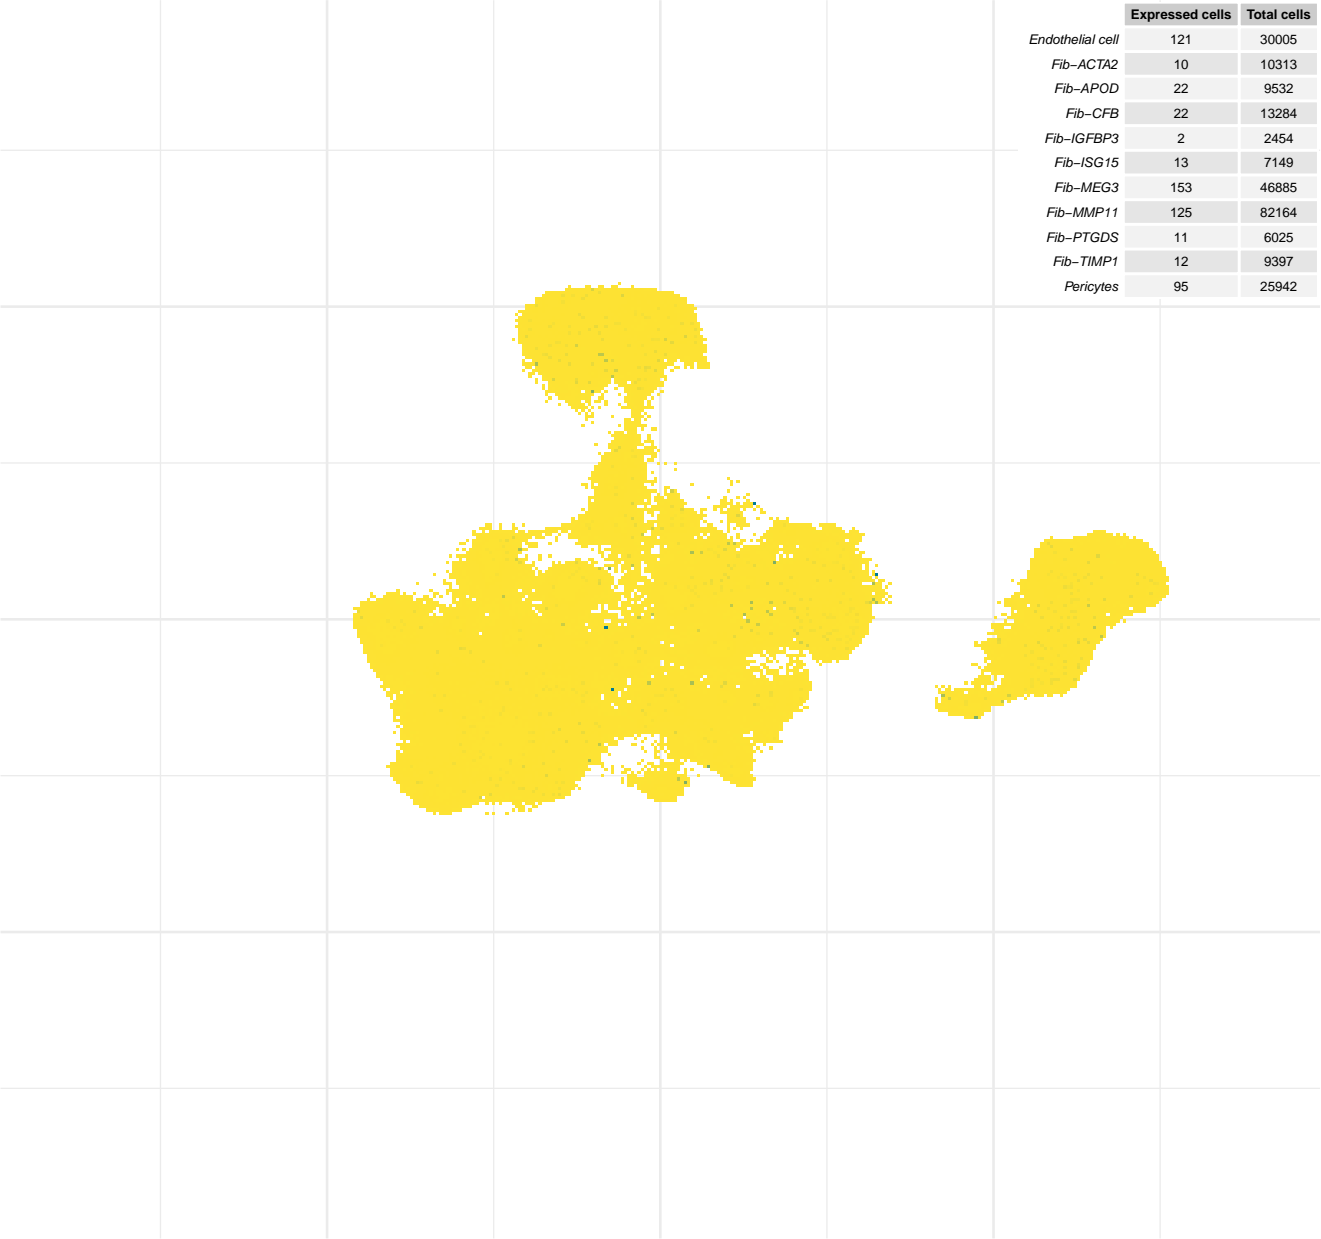 Expressed cells Total cells
Endothelial cell 121 30005
Fib−ACTA2 10 10313
Fib−APOD 22 9532
Fib−CFB 22 13284
Fib−IGFBP3 2 2454
Fib−ISG15 13 7149
Fib−MEG3 153 46885
Fib−MMP11 125 82164
Fib−PTGDS 11 6025
Fib−TIMP1 12 9397
Pericytes 95 25942